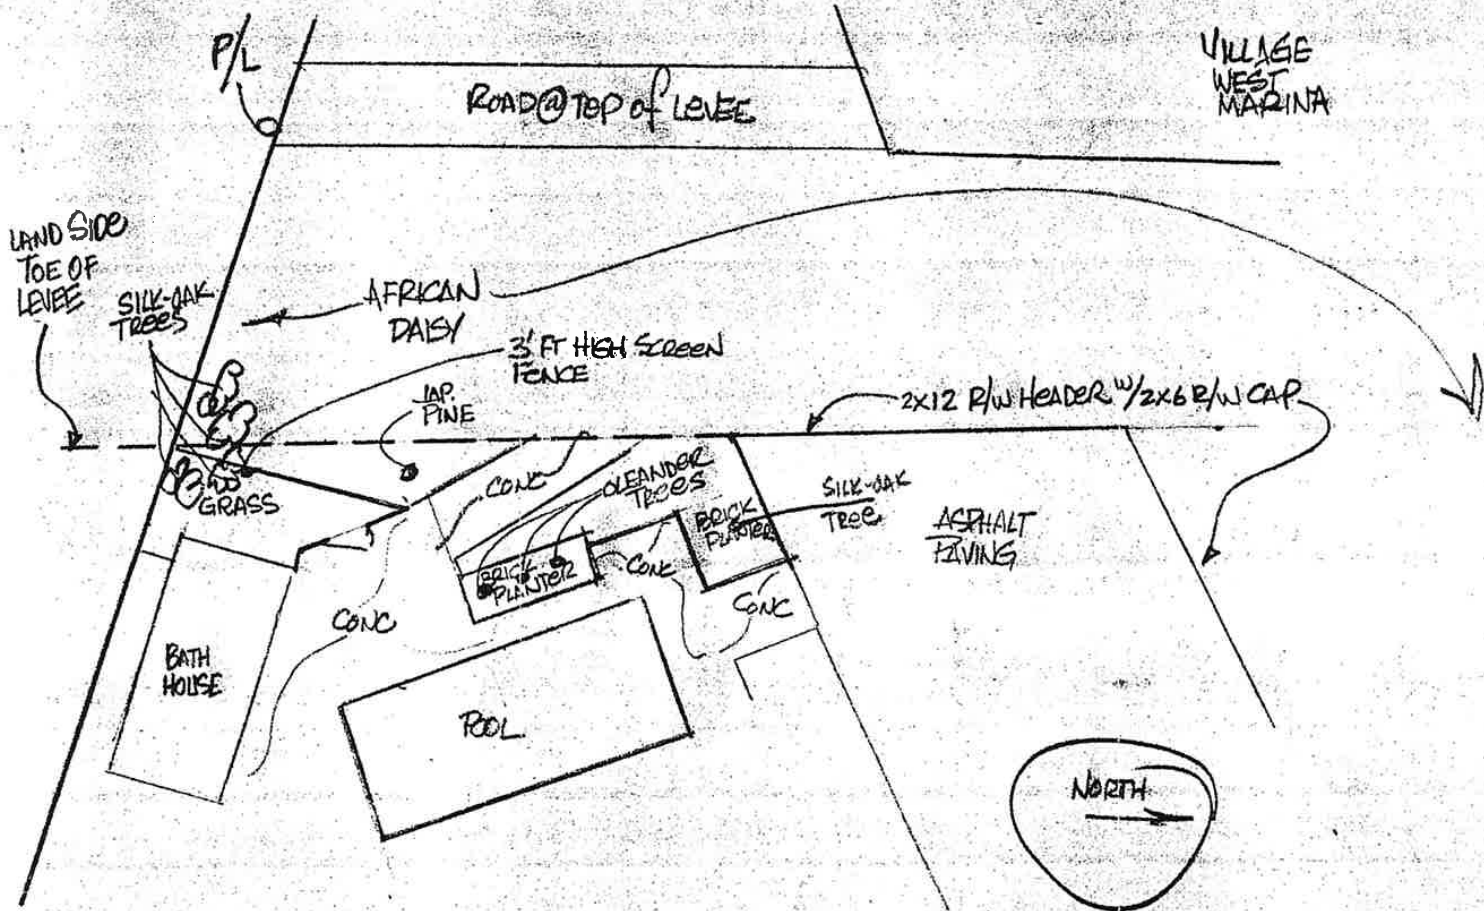 P/L
ROAD @ TOP of LEVEE
VILLAGE
WEST
MARINA
LAND SIDE
TOE OF
LEVEE
SILK-OAK
TREES
AFRICAN
DAISY
3' FT HIGH SCREEN
FENCE
JAP.
PINE
2X12 R/W HEADER W/2X6 R/W CAP
GRASS
CONC
OLEANDER
TREES
BRICK
PLANTER
SILK-OAK
TREE
ASPHALT
PAVING
BRICK
PLANTER
CONC
CONC
CONC
BATH
HOUSE
POOL
NORTH